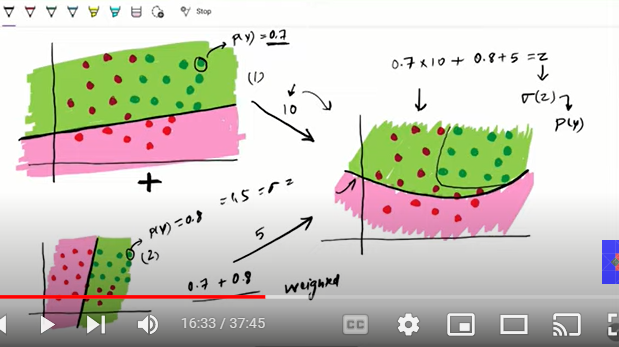 Stop
P(y) = 0.7
(1)
10
0.7 × 10 + 0.8 + 5 = z
σ(z)
P(y)
+
P(y) = 0.8
(2)
= 1.5 = σ =
5
0.7 + 0.8
weighted
16:33 / 37:45
CC